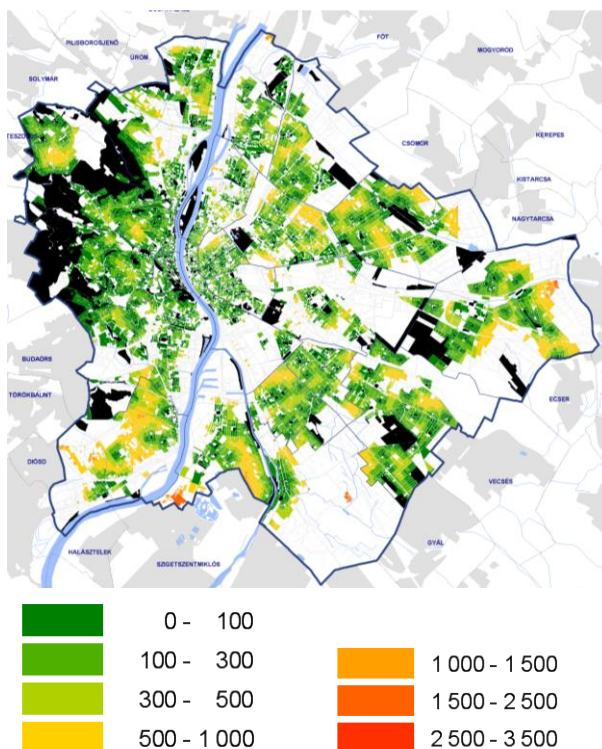 PILISBOROSJENŐ
ÜRÖM
SOLYMÁR
FÓT
MOGYORÓD
CSÖMÖR
KEREPES
KISTARCSA
NAGYTARCSA
BUDAÖRS
TÖRÖKBÁLINT
ECSER
DIÓSD
VECSÉS
GYÁL
HALÁSZTELEK
SZIGETSZENTMIKLÓS
0 - 100
100 - 300
300 - 500
500 - 1 000
1 000 - 1 500
1 500 - 2 500
2 500 - 3 500